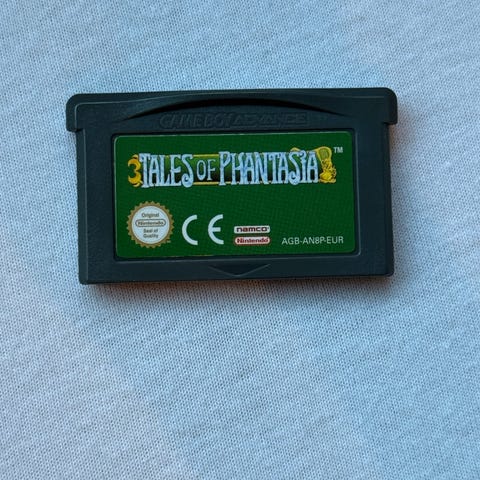 GAME BOY ADVANCE
TALES OF PHANTASIA ™
Original
Nintendo
Seal of
Quality
CE
namco
Nintendo
AGB-AN8P-EUR